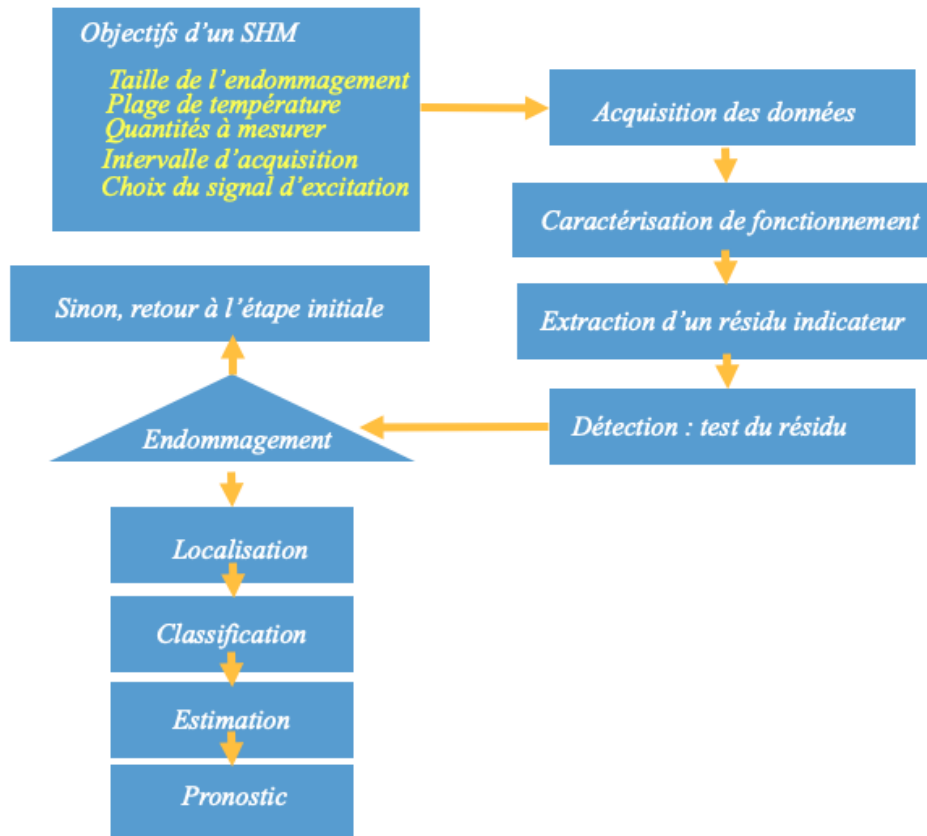 Objectifs d’un SHM
Taille de l’endommagement
Plage de température
Quantités à mesurer
Intervalle d’acquisition
Choix du signal d’excitation
Acquisition des données
Caractérisation de fonctionnement
Extraction d’un résidu indicateur
Détection : test du résidu
Sinon, retour à l’étape initiale
Endommagement
Localisation
Classification
Estimation
Pronostic